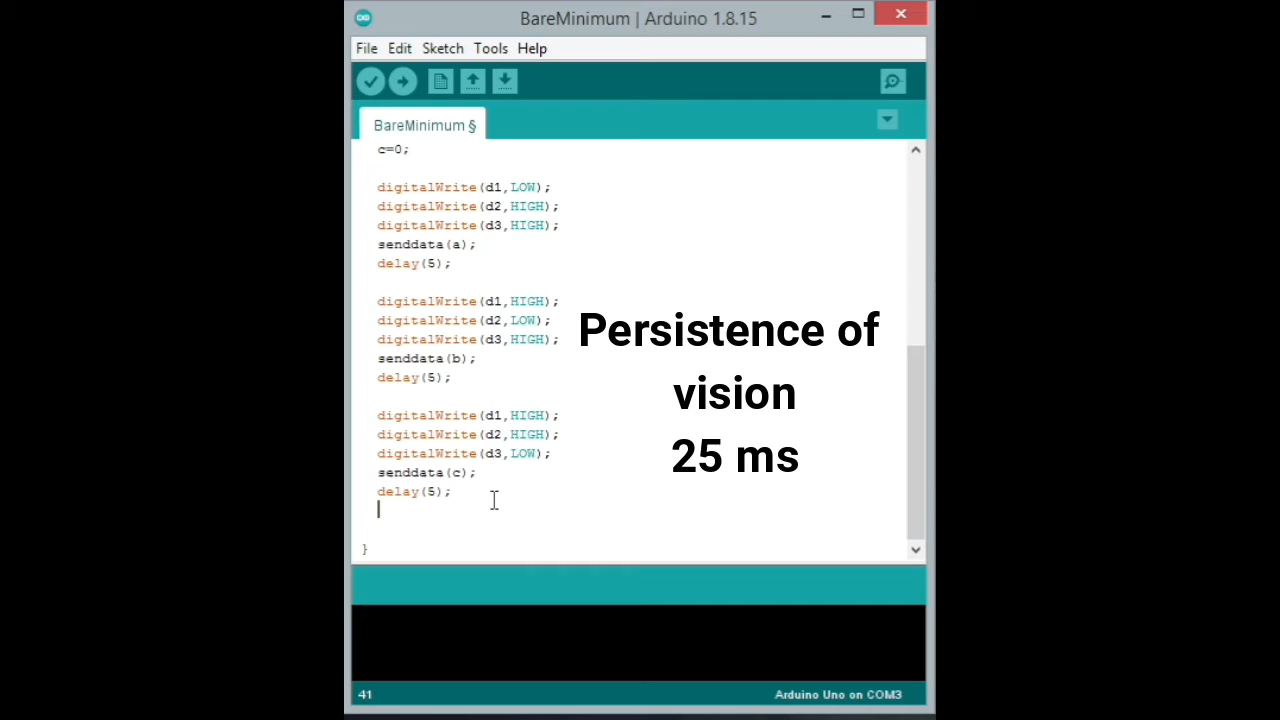 BareMinimum | Arduino 1.8.15
File Edit Sketch Tools Help
BareMinimum §
c=0;
digitalWrite(d1,LOW);
digitalWrite(d2,HIGH);
digitalWrite(d3,HIGH);
senddata(a);
delay(5);
digitalWrite(d1,HIGH);
digitalWrite(d2,LOW);
digitalWrite(d3,HIGH);
senddata(b);
delay(5);
digitalWrite(d1,HIGH);
digitalWrite(d2,HIGH);
digitalWrite(d3,LOW);
senddata(c);
delay(5);
}
Persistence of
vision
25 ms
41
Arduino Uno on COM3